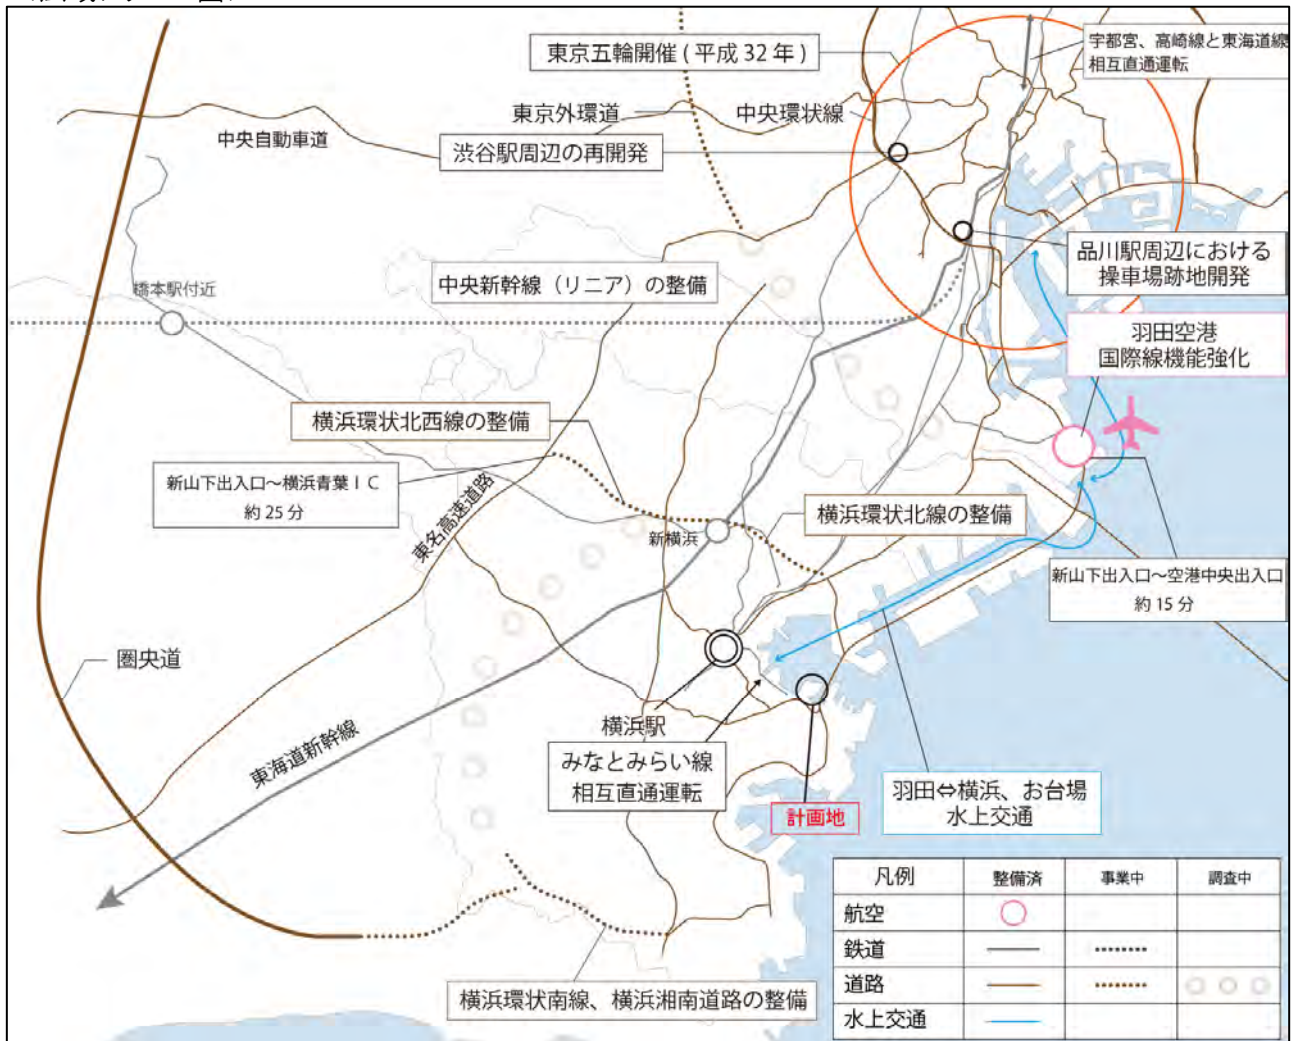 東京五輪開催 ( 平成 32 年 )
宇都宮、高崎線と東海道線
相互直通運転
東京外環道
中央環状線
中央自動車道
渋谷駅周辺の再開発
品川駅周辺における
操車場跡地開発
中央新幹線（リニア）の整備
橋本駅付近
羽田空港
国際線機能強化
横浜環状北西線の整備
新山下出入口～横浜青葉ＩＣ
約 25 分
東名高速道路
新横浜
横浜環状北線の整備
新山下出入口～空港中央出入口
約 15 分
圏央道
東海道新幹線
横浜駅
みなとみらい線
相互直通運転
計画地
羽田⇔横浜、お台場
水上交通
横浜環状南線、横浜湘南道路の整備
凡例 整備済 事業中 調査中
航空
鉄道
道路
水上交通